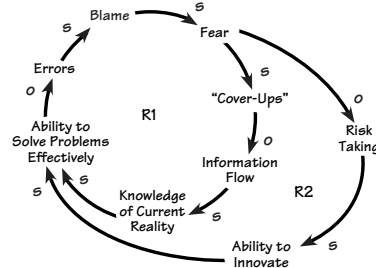 Blame
S
S
Fear
S
Errors
"Cover-Ups"
O
O
R1
O
Ability to
Solve Problems
Effectively
Risk
Taking
Information
Flow
S
S
R2
Knowledge
of Current
Reality
S
S
Ability to
Innovate